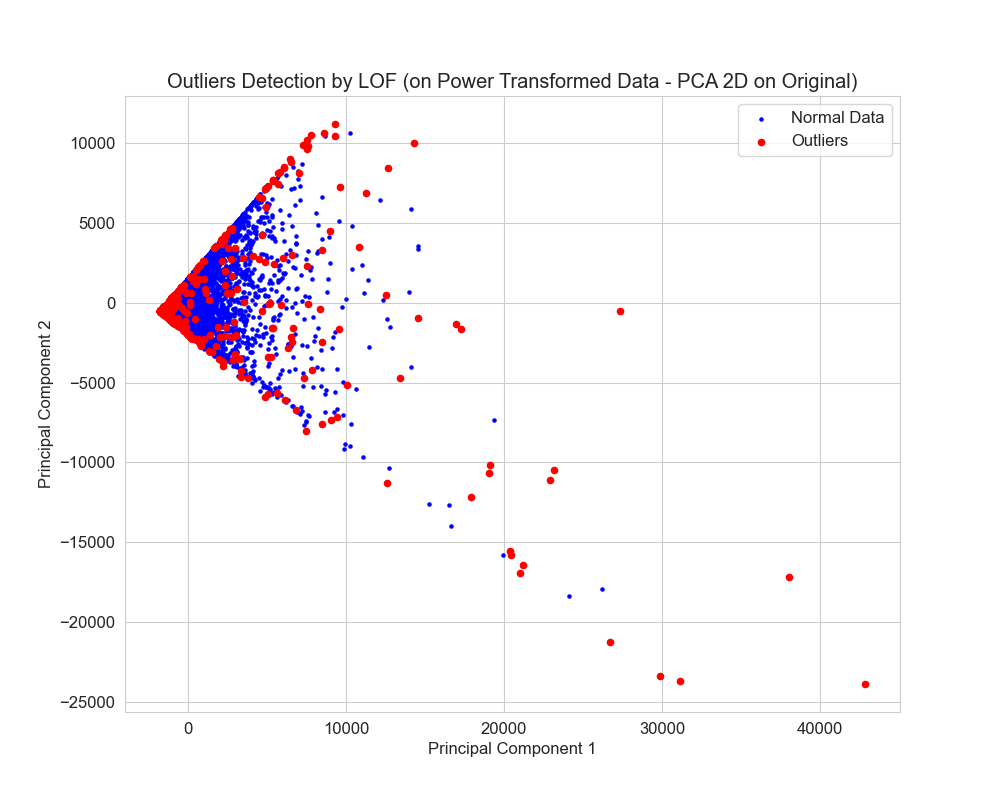 Outliers Detection by LOF (on Power Transformed Data - PCA 2D on Original)
Normal Data
Outliers
10000
5000
0
−5000
−10000
−15000
−20000
−25000
Principal Component 2
0
10000
20000
30000
40000
Principal Component 1